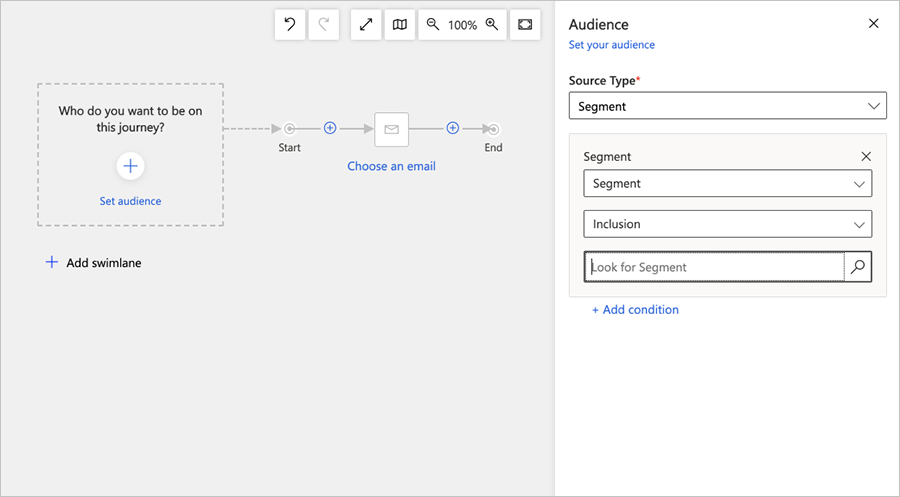 100%
Who do you want to be on
this journey?
Set audience
Start
Choose an email
End
Add swimlane
Audience
Set your audience
Source Type*
Segment
Segment
Segment
Inclusion
Look for Segment
+ Add condition